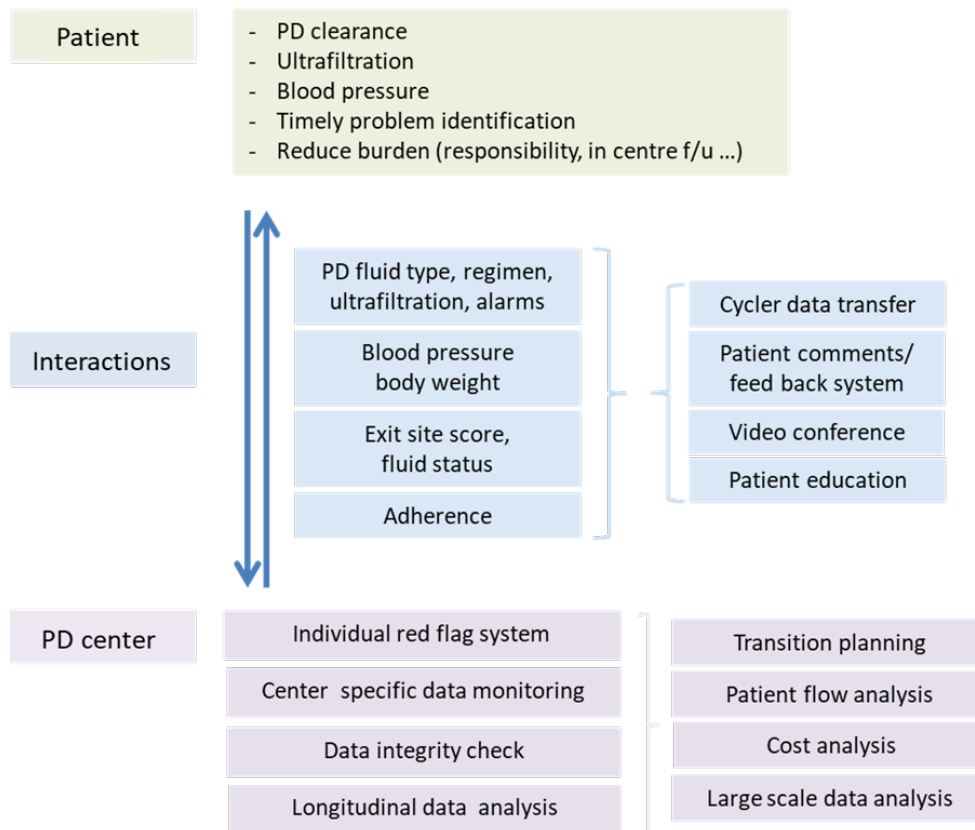 Patient
- PD clearance
- Ultrafiltration
- Blood pressure
- Timely problem identification
- Reduce burden (responsibility, in centre f/u ...)
Interactions
PD fluid type, regimen,
ultrafiltration, alarms
Blood pressure
body weight
Exit site score,
fluid status
Adherence
Cycler data transfer
Patient comments/
feed back system
Video conference
Patient education
PD center
Individual red flag system
Center specific data monitoring
Data integrity check
Longitudinal data analysis
Transition planning
Patient flow analysis
Cost analysis
Large scale data analysis